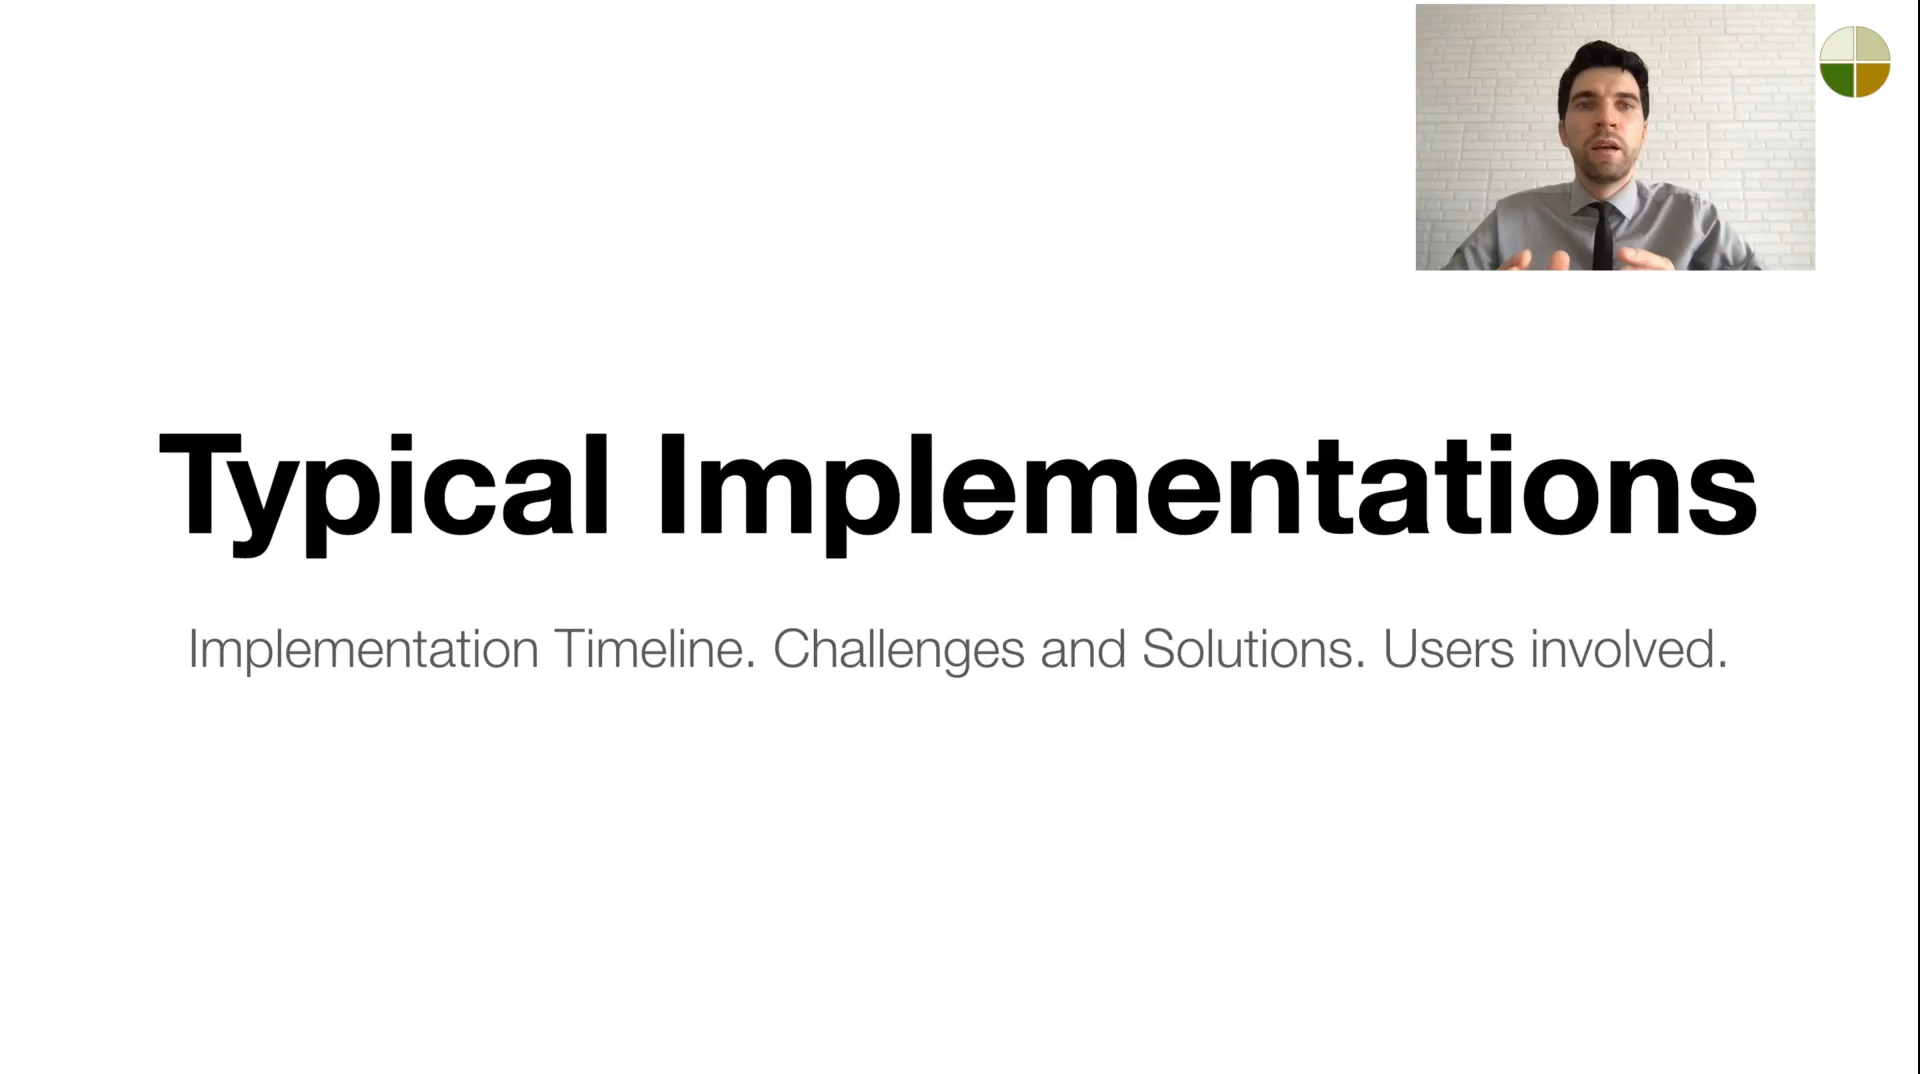 Typical Implementations
Implementation Timeline. Challenges and Solutions. Users involved.